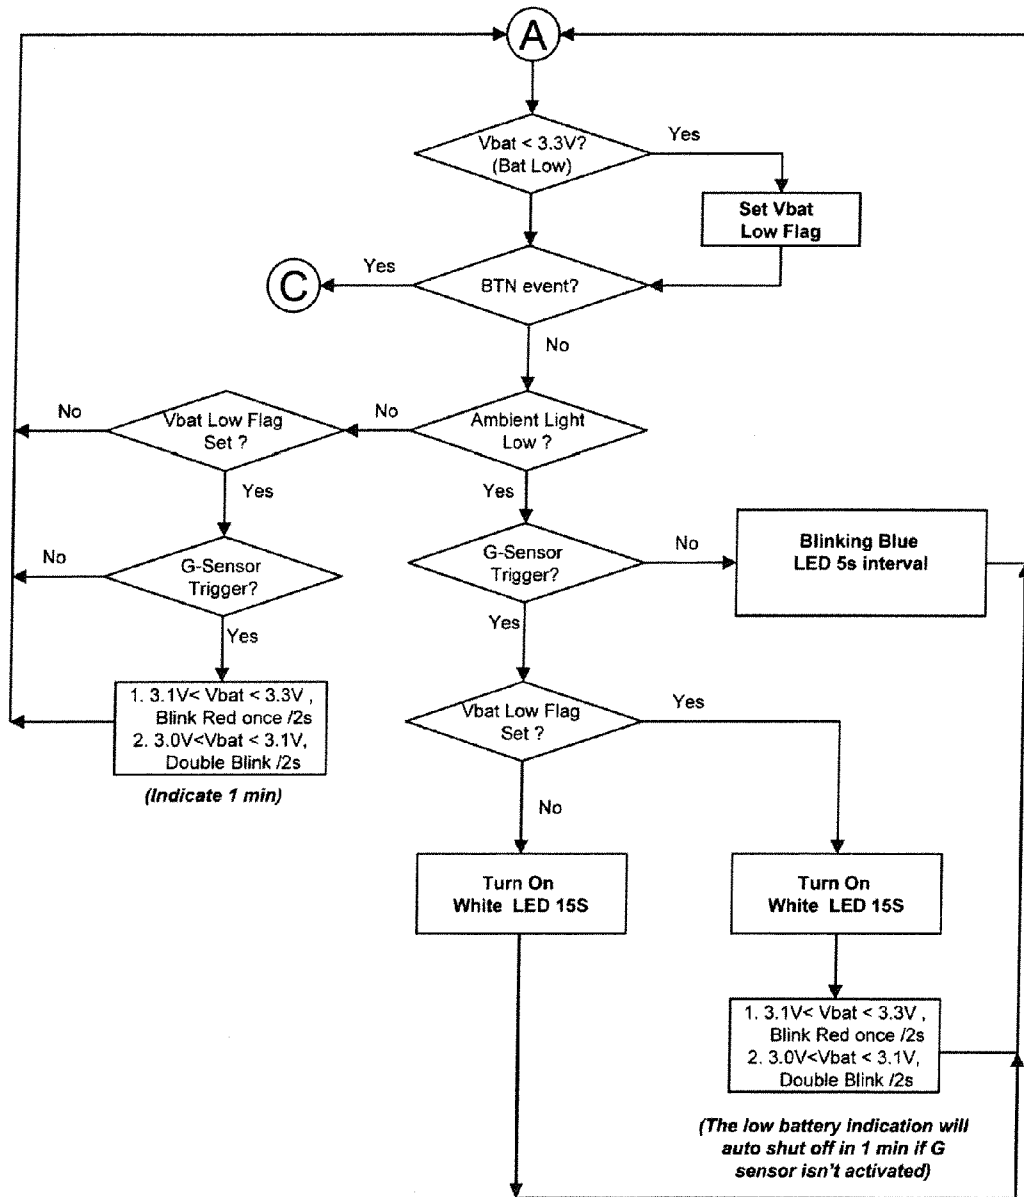 A
Vbat < 3.3V?
(Bat Low)
Yes
Set Vbat
Low Flag
BTN event?
Yes
C
No
Ambient Light
Low ?
No
Vbat Low Flag
Set ?
No
Yes
Yes
G-Sensor
Trigger?
No
G-Sensor
Trigger?
No
Blinking Blue
LED 5s interval
Yes
Yes
1. 3.1V< Vbat < 3.3V ,
Blink Red once /2s
2. 3.0V<Vbat < 3.1V,
Double Blink /2s
(Indicate 1 min)
Vbat Low Flag
Set ?
Yes
No
Turn On
White LED 15S
Turn On
White LED 15S
1. 3.1V< Vbat < 3.3V ,
Blink Red once /2s
2. 3.0V<Vbat < 3.1V,
Double Blink /2s
(The low battery indication will
auto shut off in 1 min if G
sensor isn't activated)